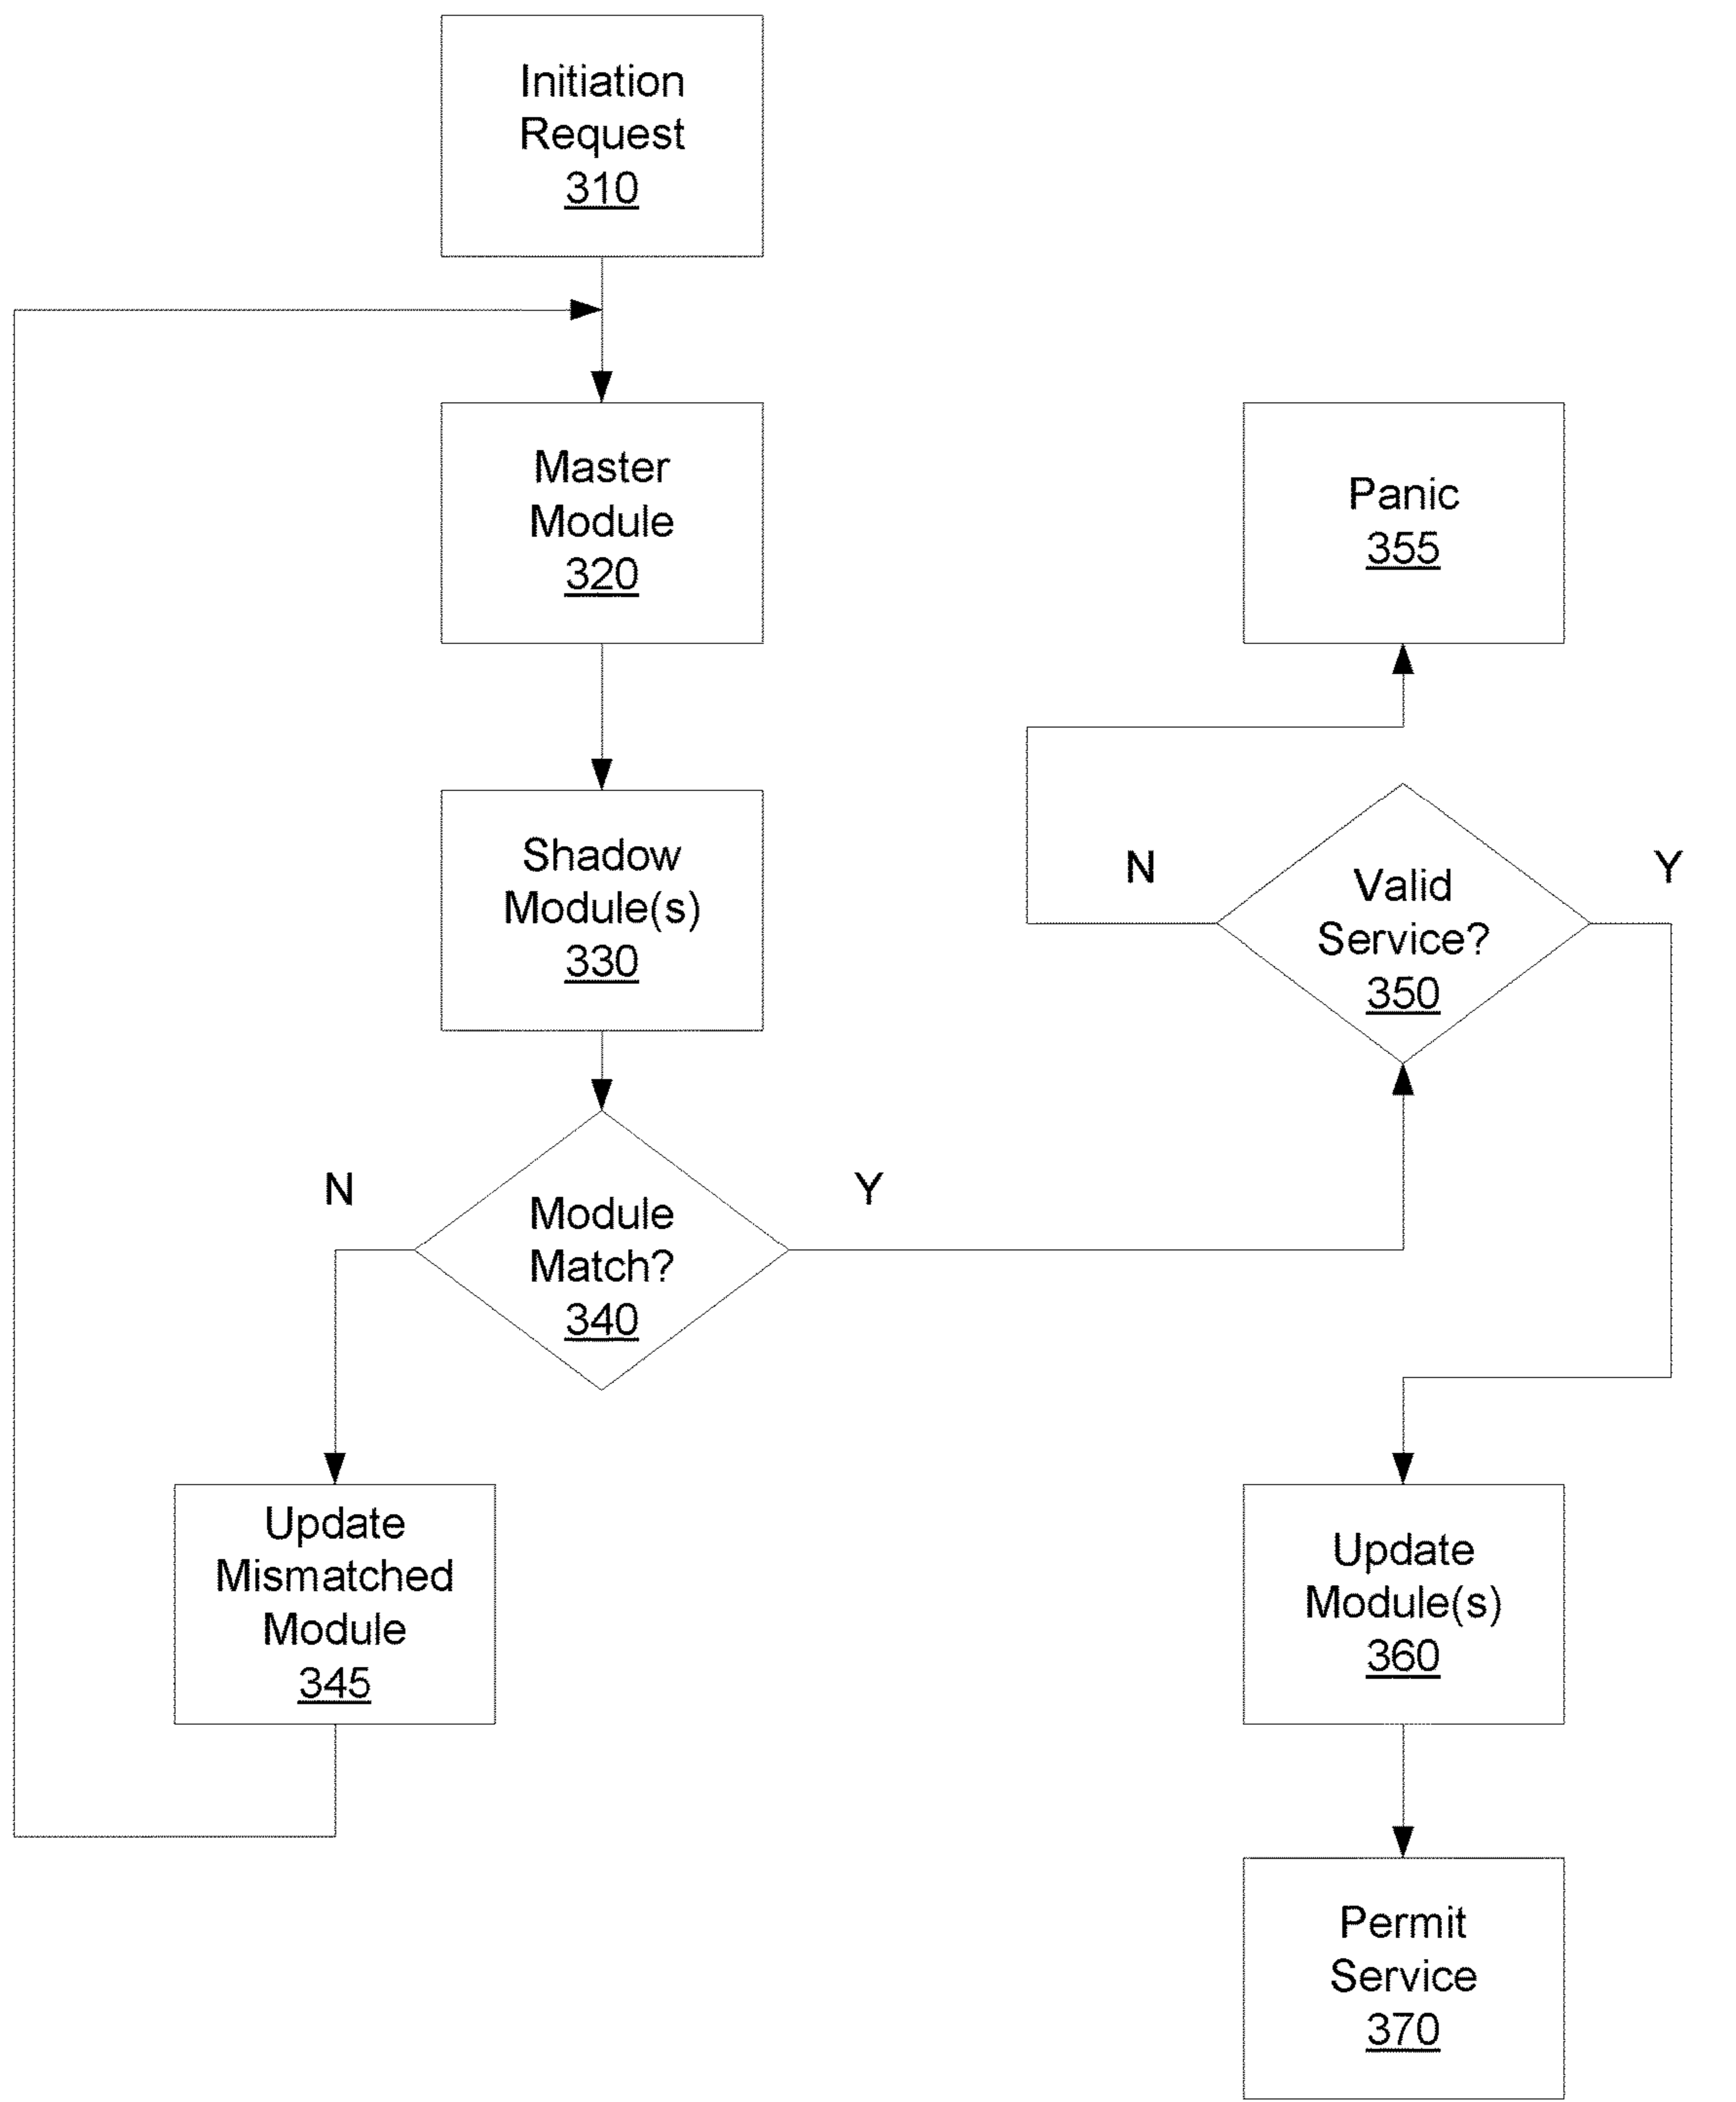 Initiation
Request
310
Master
Module
320
Shadow
Module(s)
330
N
Module
Match?
340
Y
Update
Mismatched
Module
345
Panic
355
N
Valid
Service?
350
Y
Update
Module(s)
360
Permit
Service
370